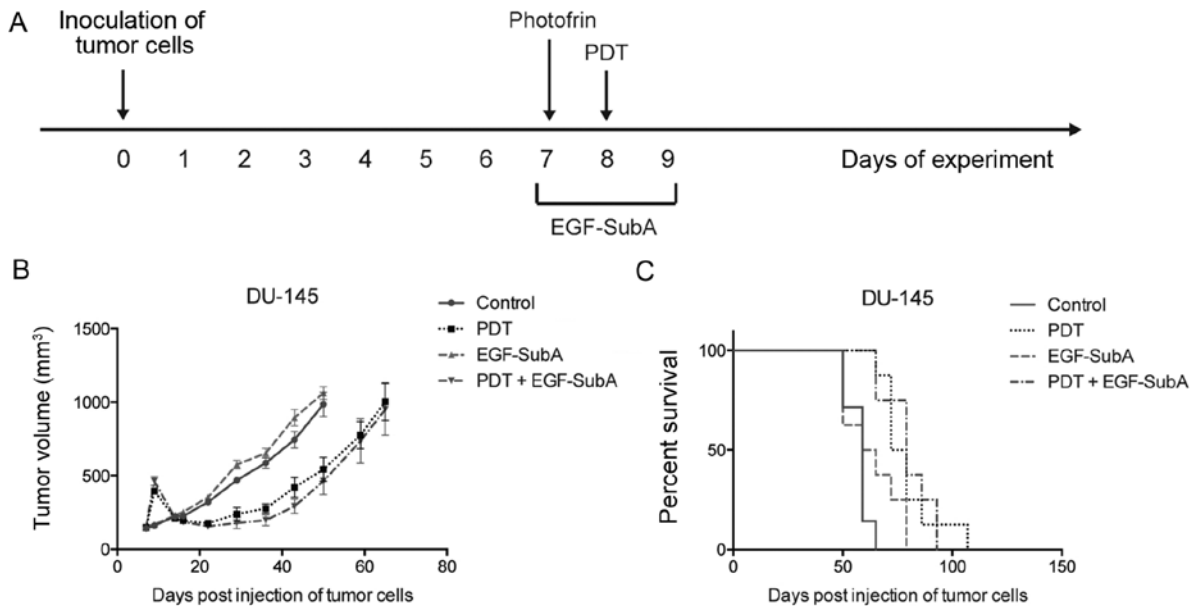 A
Inoculation of
tumor cells
Photofrin
PDT
0 1 2 3 4 5 6 7 8 9 Days of experiment
EGF-SubA
B
DU-145
Control
PDT
EGF-SubA
PDT + EGF-SubA
Tumor volume (mm³)
1500
1000
500
0
0 20 40 60 80
Days post injection of tumor cells
C
DU-145
Control
PDT
EGF-SubA
PDT + EGF-SubA
Percent survival
100
50
0
0 50 100 150
Days post injection of tumor cells